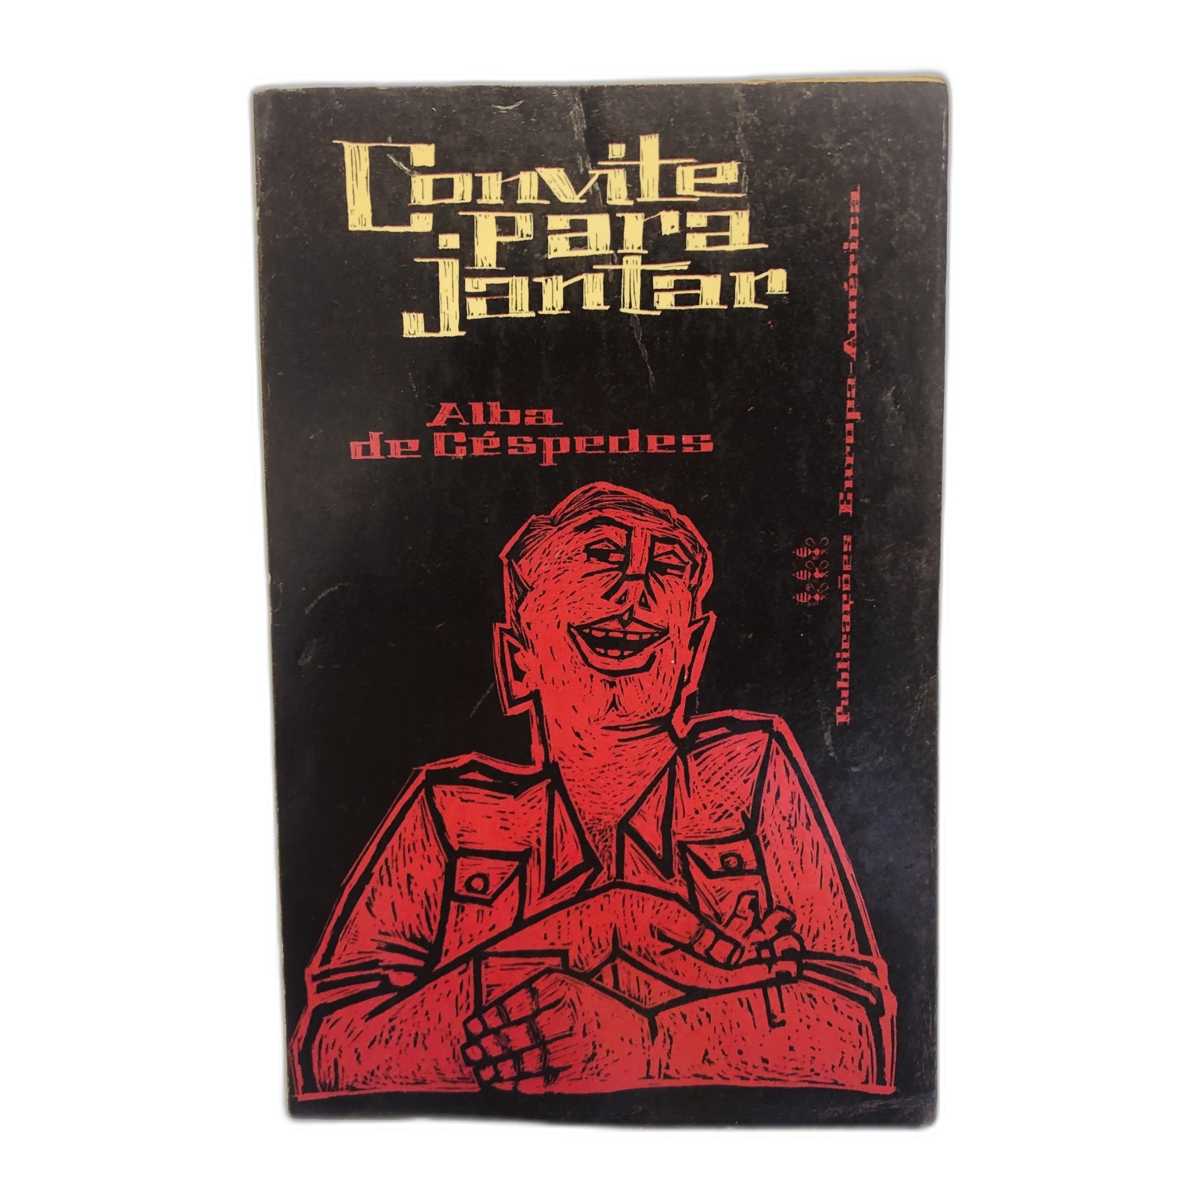 Convite
para
jantar
Alba
de Céspedes
Publicações Europa-América